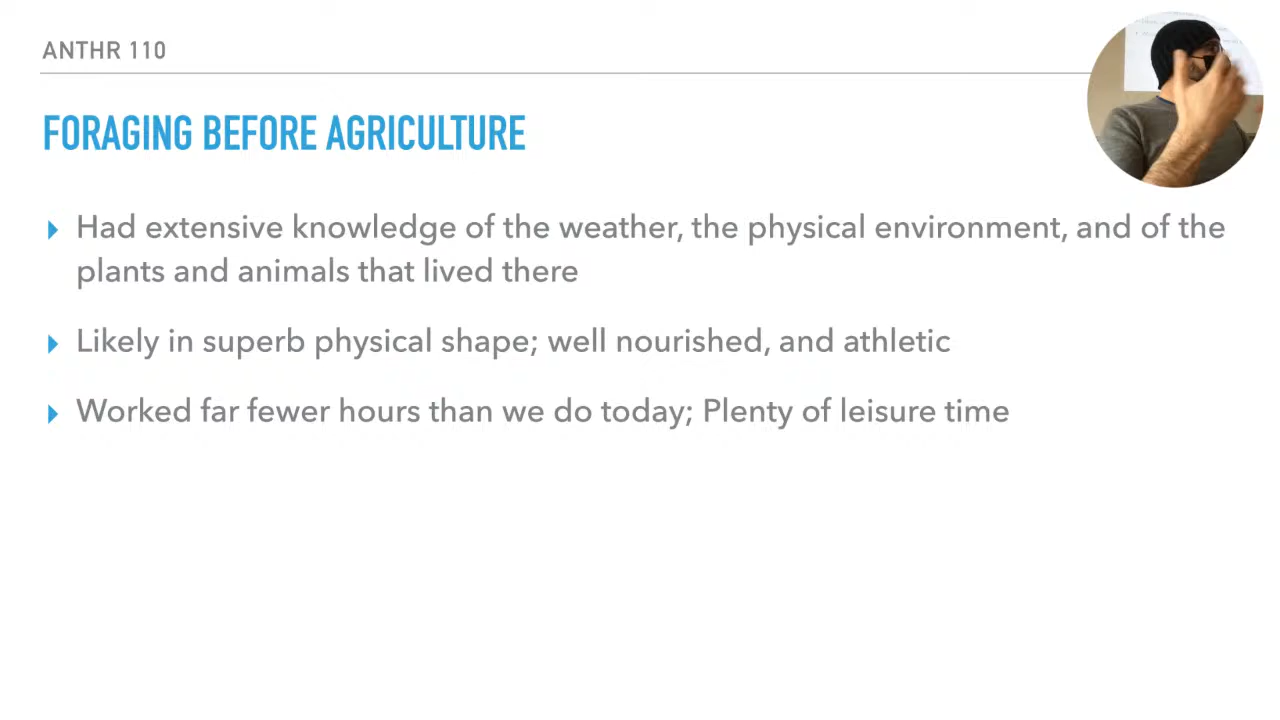 ANTHR 110
FORAGING BEFORE AGRICULTURE
Had extensive knowledge of the weather, the physical environment, and of the
plants and animals that lived there
Likely in superb physical shape; well nourished, and athletic
Worked far fewer hours than we do today; Plenty of leisure time